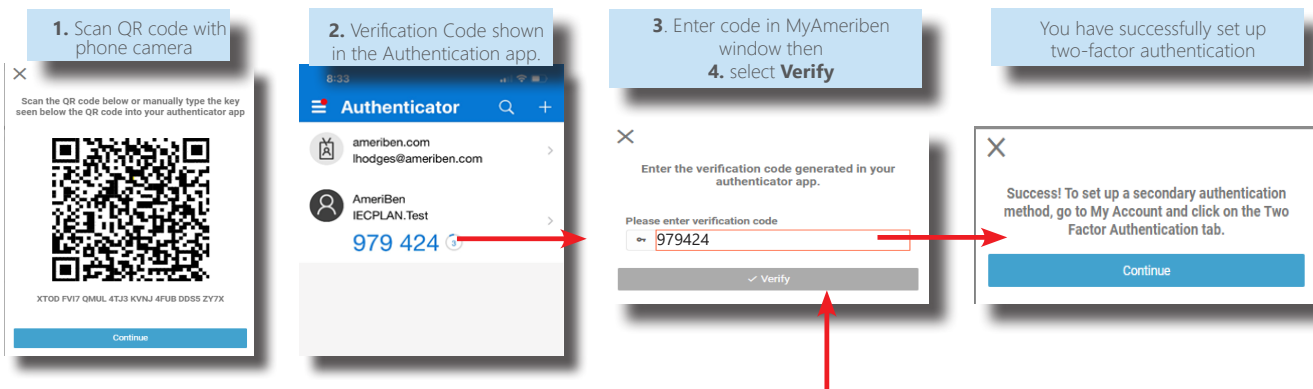 1. Scan QR code with
phone camera
Scan the QR code below or manually type the key
seen below the QR code into your authenticator app
XTOD FVI7 QMUL 4TJ3 KVNJ 4FUB DDS5 ZY7X
Continue
2. Verification Code shown
in the Authentication app.
8:33
Authenticator
ameriben.com
lhodges@ameriben.com
AmeriBen
IECPLAN.Test
979 424 3
3. Enter code in MyAmeriben
window then
4. select Verify
Enter the verification code generated in your
authenticator app.
Please enter verification code
979424
✓ Verify
You have successfully set up
two-factor authentication
Success! To set up a secondary authentication
method, go to My Account and click on the Two
Factor Authentication tab.
Continue